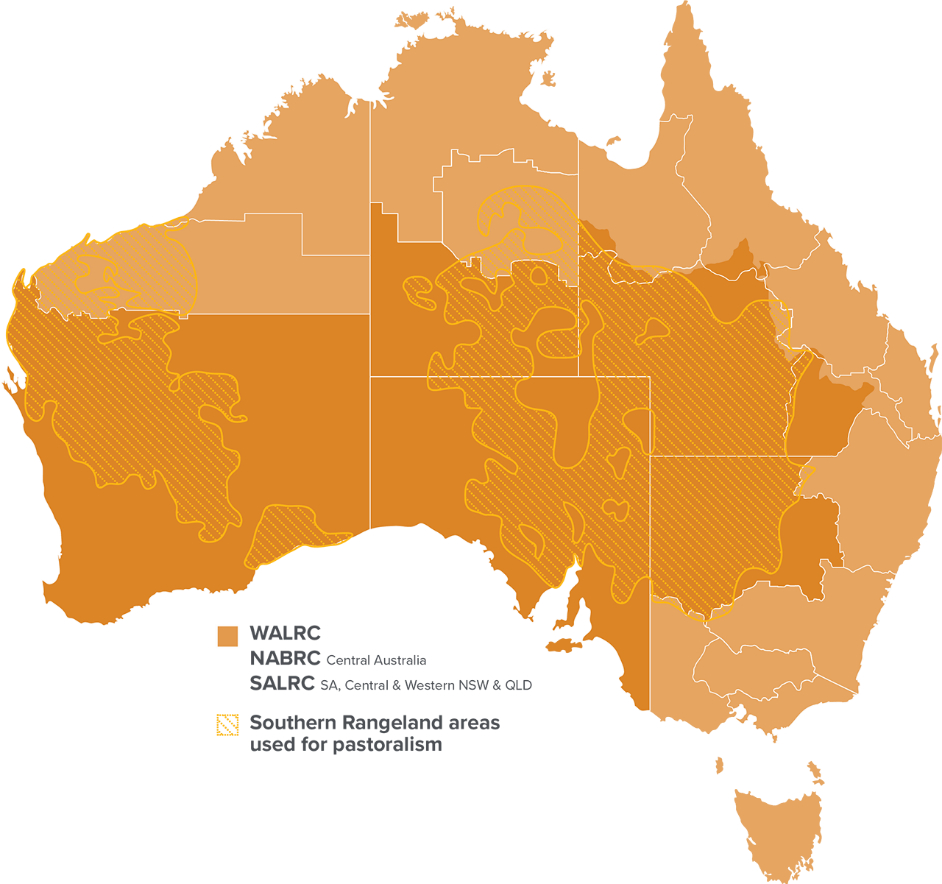 WALRC
NABRC Central Australia
SALRC SA, Central & Western NSW & QLD
Southern Rangeland areas
used for pastoralism